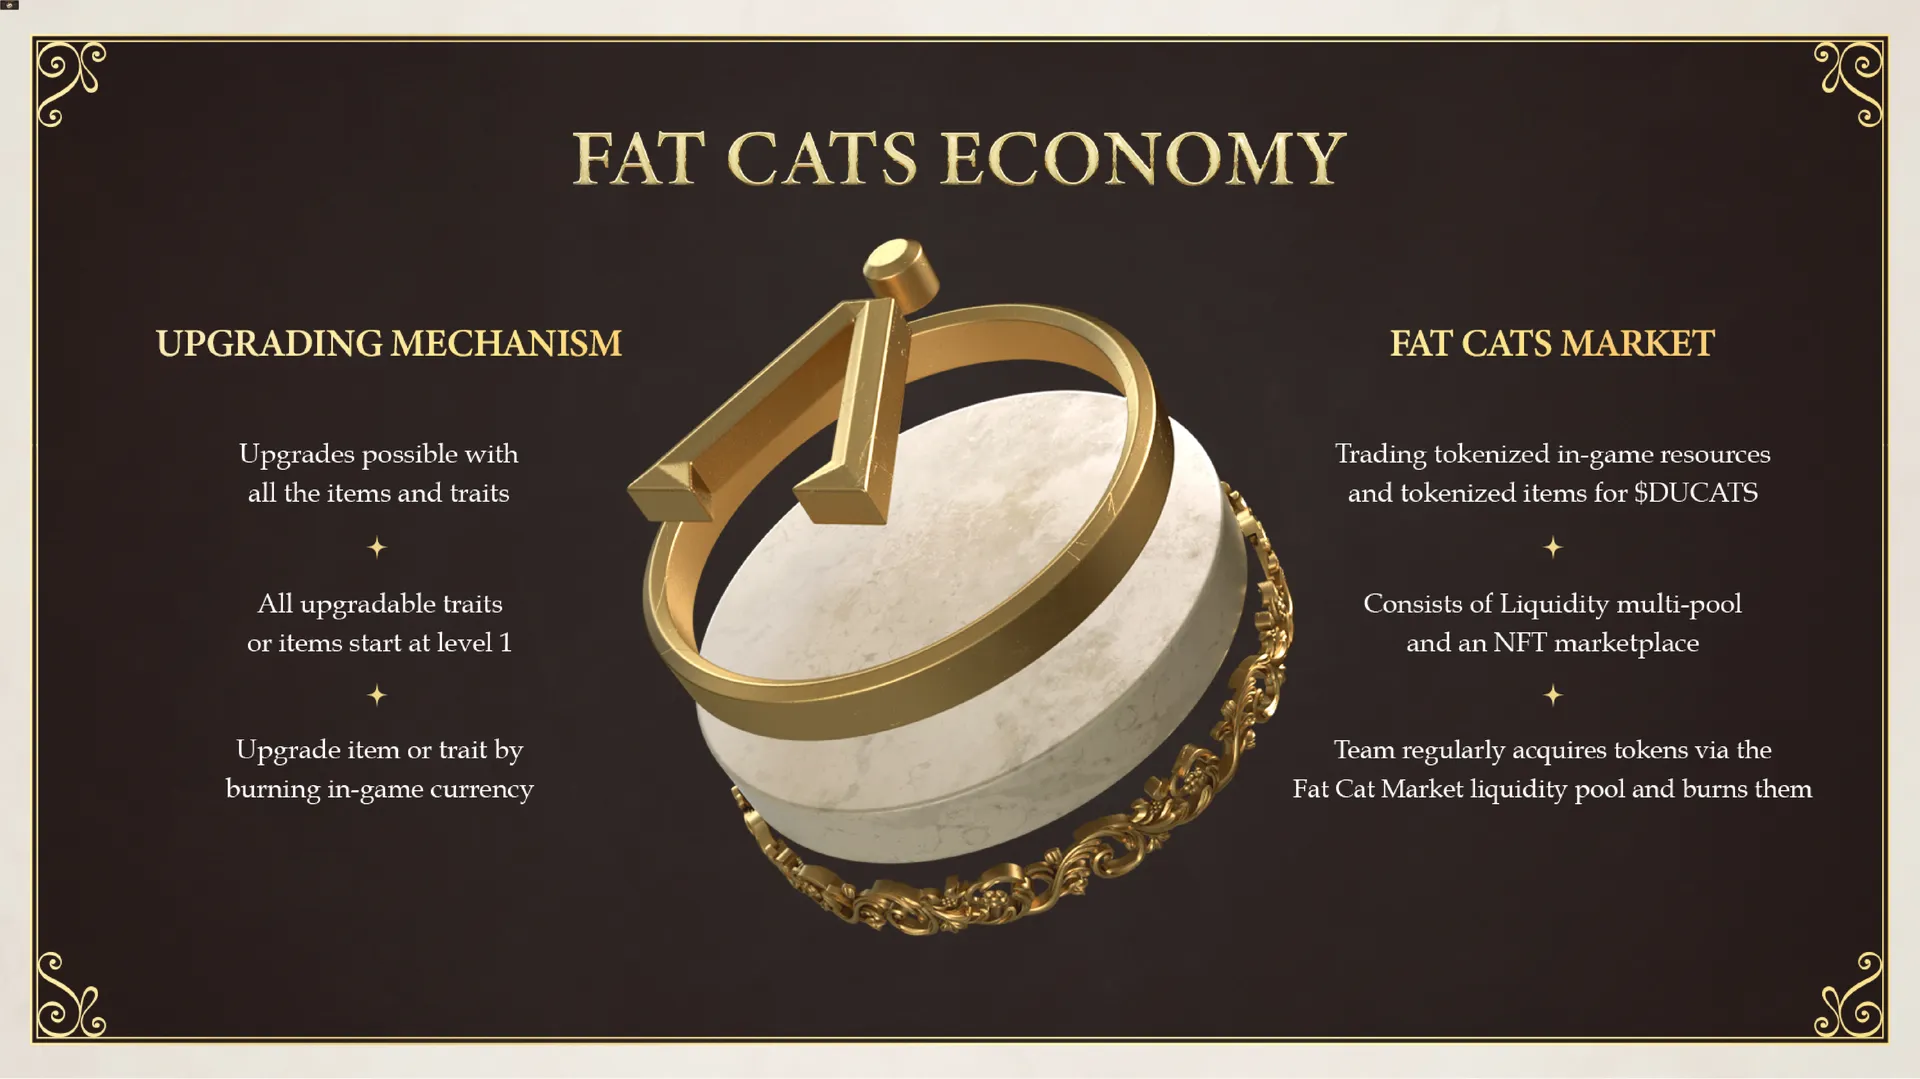 FAT CATS ECONOMY
UPGRADING MECHANISM
Upgrades possible with
all the items and traits
All upgradable traits
or items start at level 1
Upgrade item or trait by
burning in-game currency
FAT CATS MARKET
Trading tokenized in-game resources
and tokenized items for $DUCATS
Consists of Liquidity multi-pool
and an NFT marketplace
Team regularly acquires tokens via the
Fat Cat Market liquidity pool and burns them